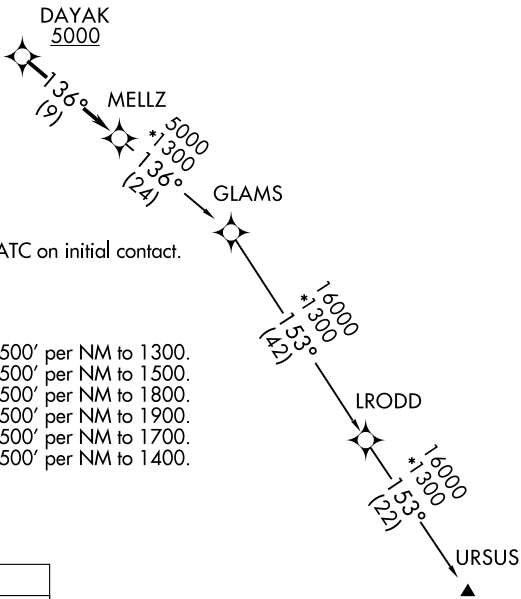 DAYAK
5000
136°
(9)
MELLZ
5000
*1300
136°
(24)
GLAMS
ATC on initial contact.
16000
*1300
153°
(42)
500' per NM to 1300.
500' per NM to 1500.
500' per NM to 1800.
500' per NM to 1900.
500' per NM to 1700.
500' per NM to 1400.
LRODD
16000
*1300
153°
(22)
URSUS